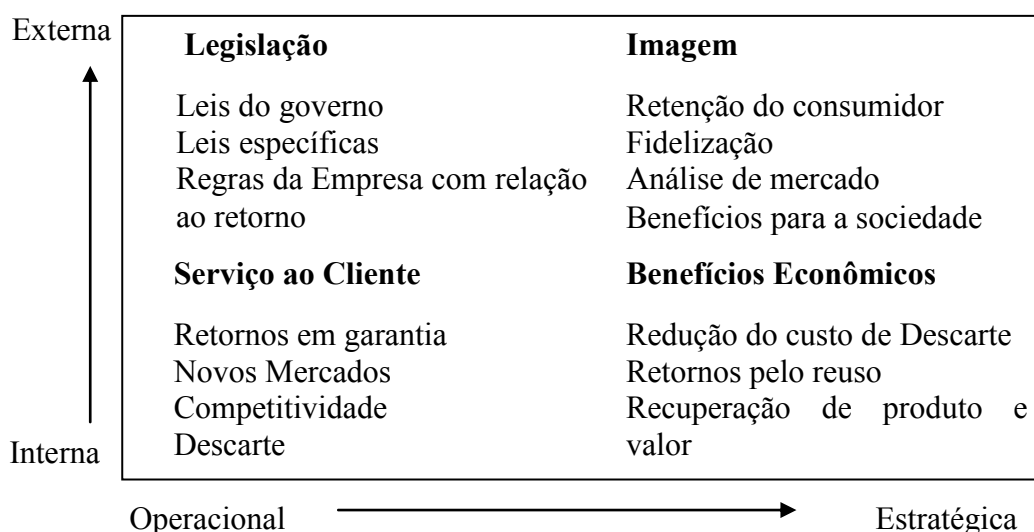 Externa
Legislação
Leis do governo
Leis específicas
Regras da Empresa com relação
ao retorno
Imagem
Retenção do consumidor
Fidelização
Análise de mercado
Benefícios para a sociedade
Serviço ao Cliente
Retornos em garantia
Novos Mercados
Competitividade
Descarte
Benefícios Econômicos
Redução do custo de Descarte
Retornos pelo reuso
Recuperação de produto e
valor
Interna
Operacional
Estratégica